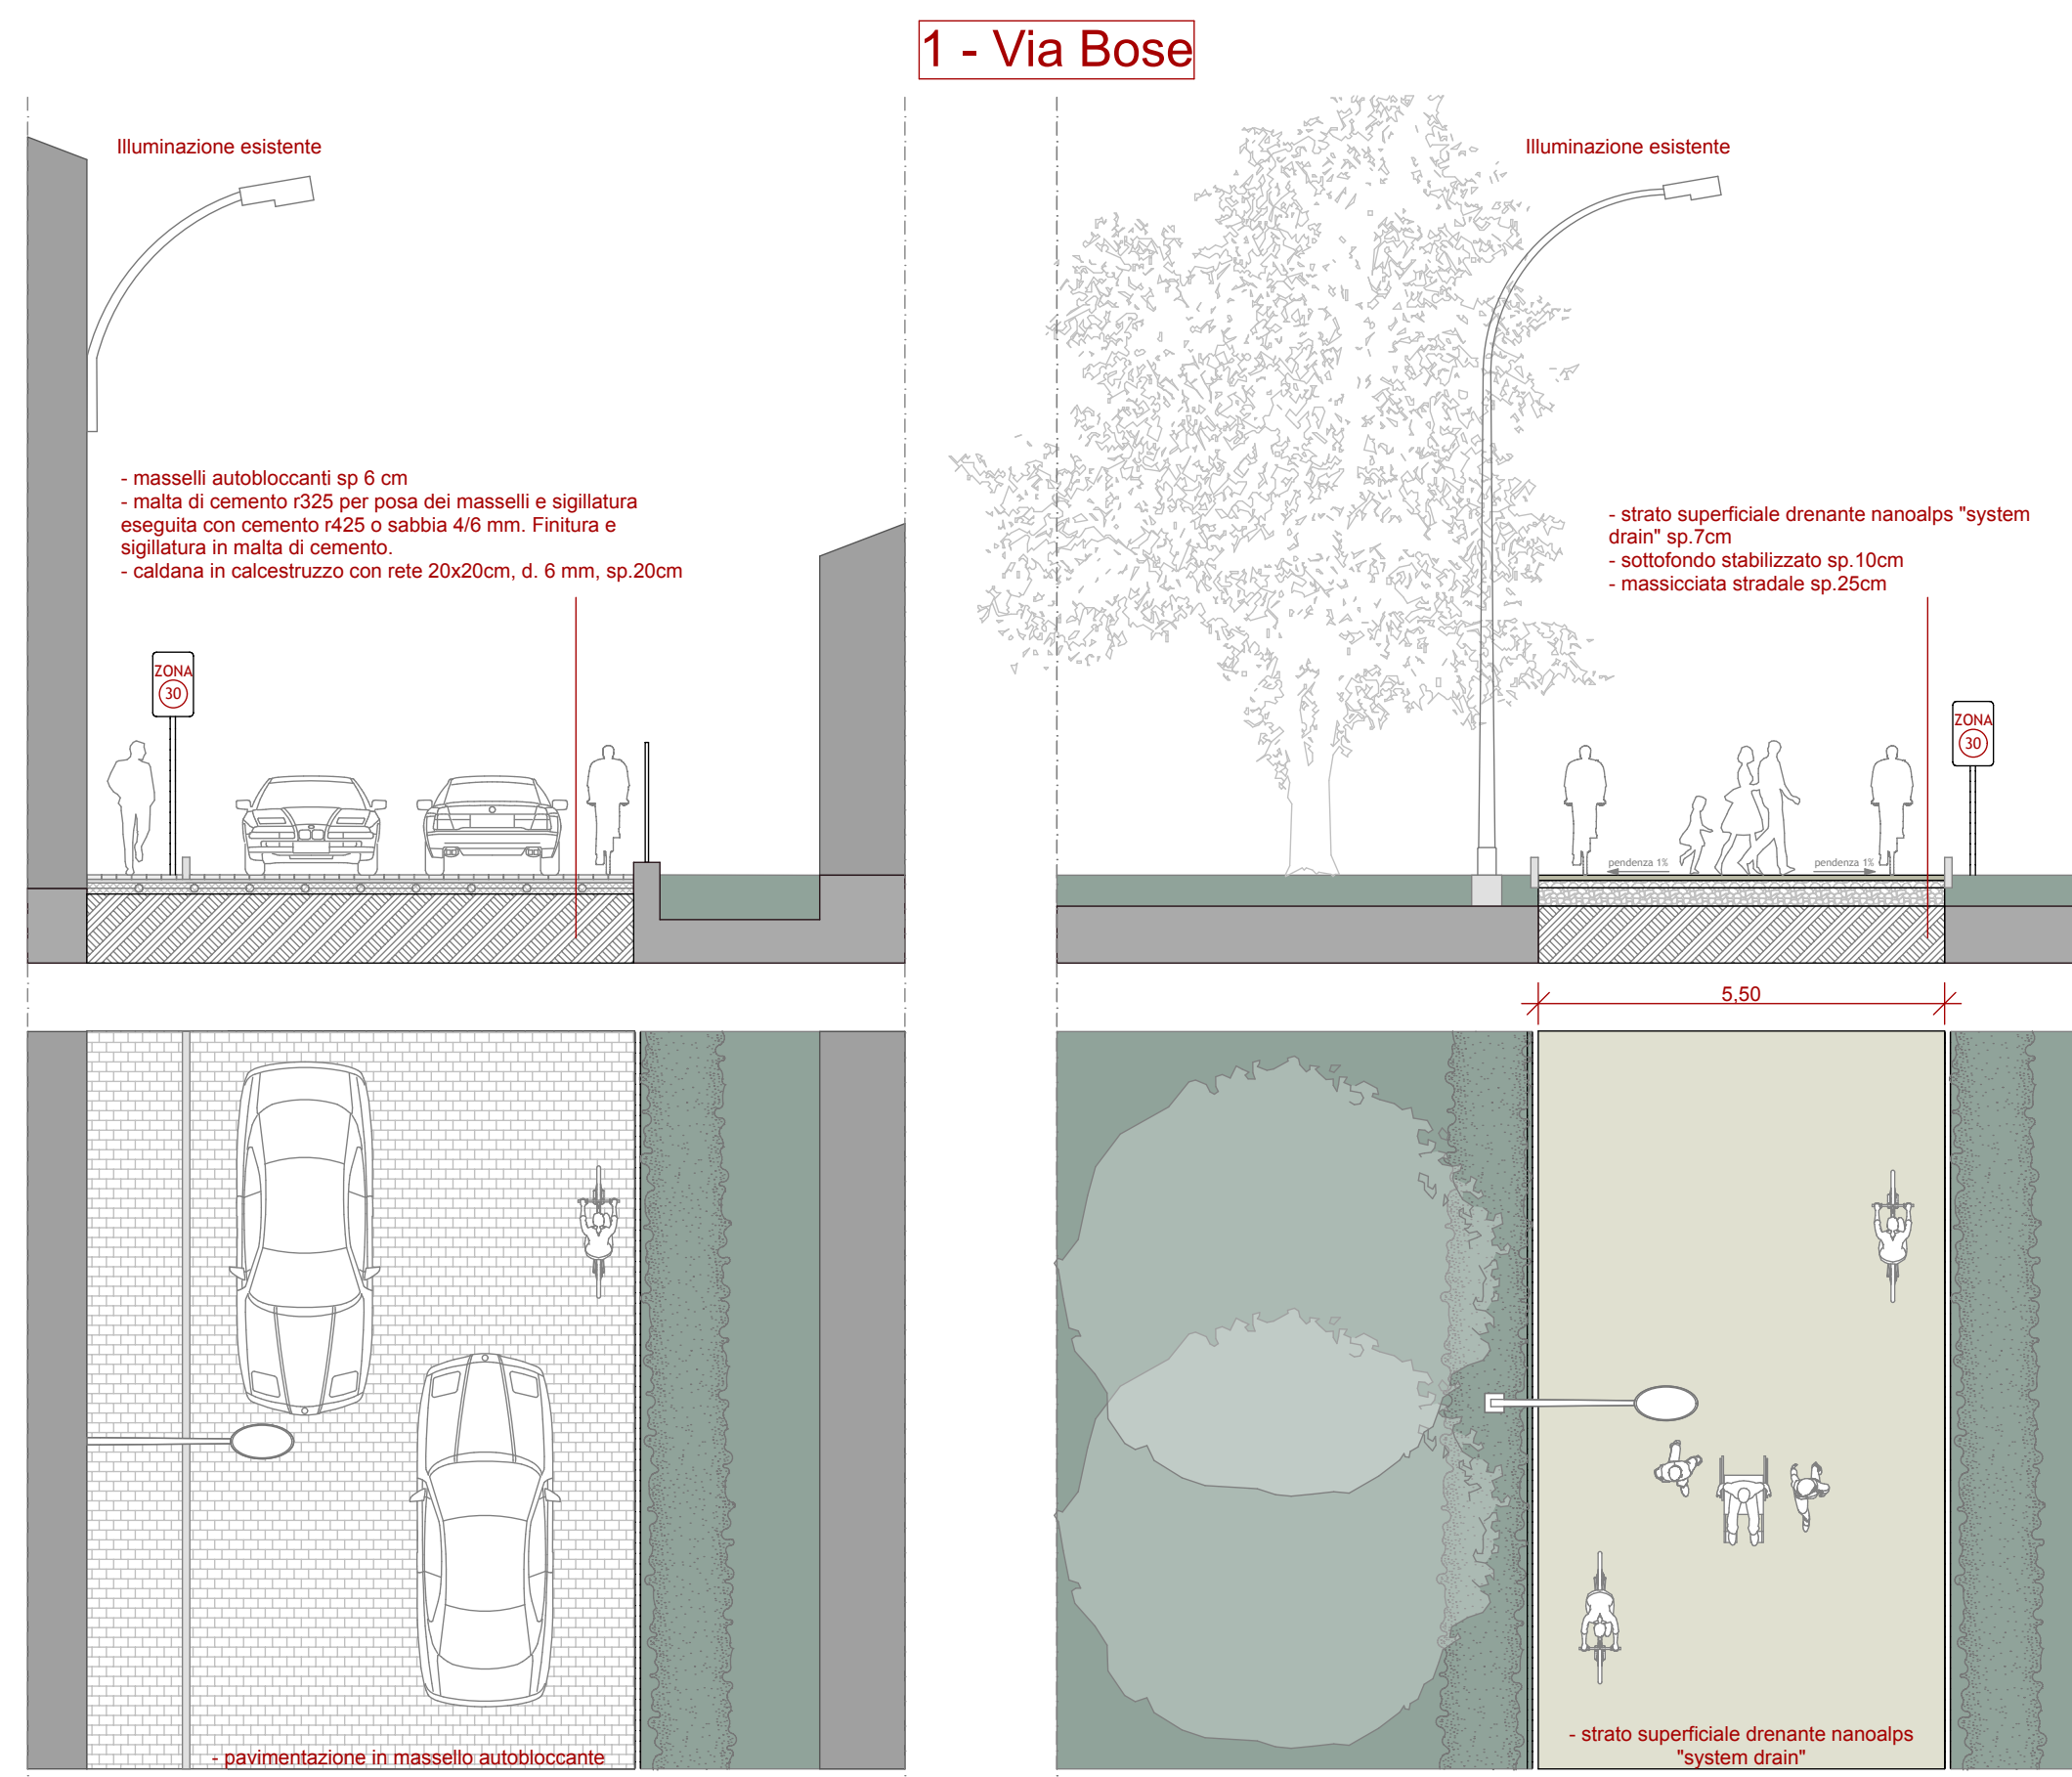 1 - Via Bose
Illuminazione esistente
- masselli autobloccanti sp 6 cm
- malta di cemento r325 per posa dei masselli e sigillatura
eseguita con cemento r425 o sabbia 4/6 mm. Finitura e
sigillatura in malta di cemento.
- caldana in calcestruzzo con rete 20x20cm, d. 6 mm, sp.20cm
ZONA
30
- pavimentazione in massello autobloccante
Illuminazione esistente
- strato superficiale drenante nanoalps "system
drain" sp.7cm
- sottofondo stabilizzato sp.10cm
- massicciata stradale sp.25cm
ZONA
30
pendenza 1%
pendenza 1%
5,50
- strato superficiale drenante nanoalps
"system drain"